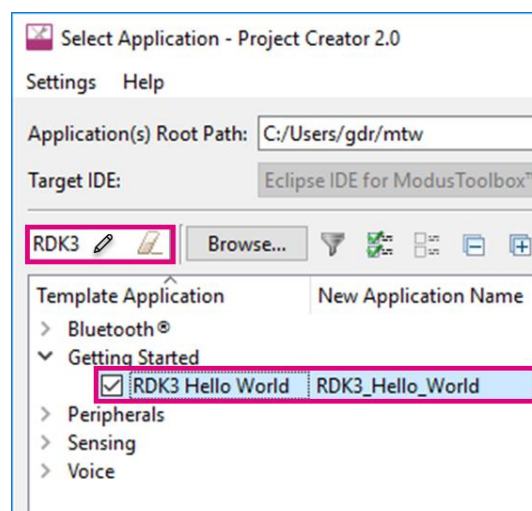 Select Application - Project Creator 2.0
Settings Help
Application(s) Root Path: C:/Users/gdr/mtw
Target IDE: Eclipse IDE for ModusToolbox™
RDK3 Browse...
Template Application New Application Name
Bluetooth®
Getting Started
RDK3 Hello World RDK3_Hello_World
Peripherals
Sensing
Voice